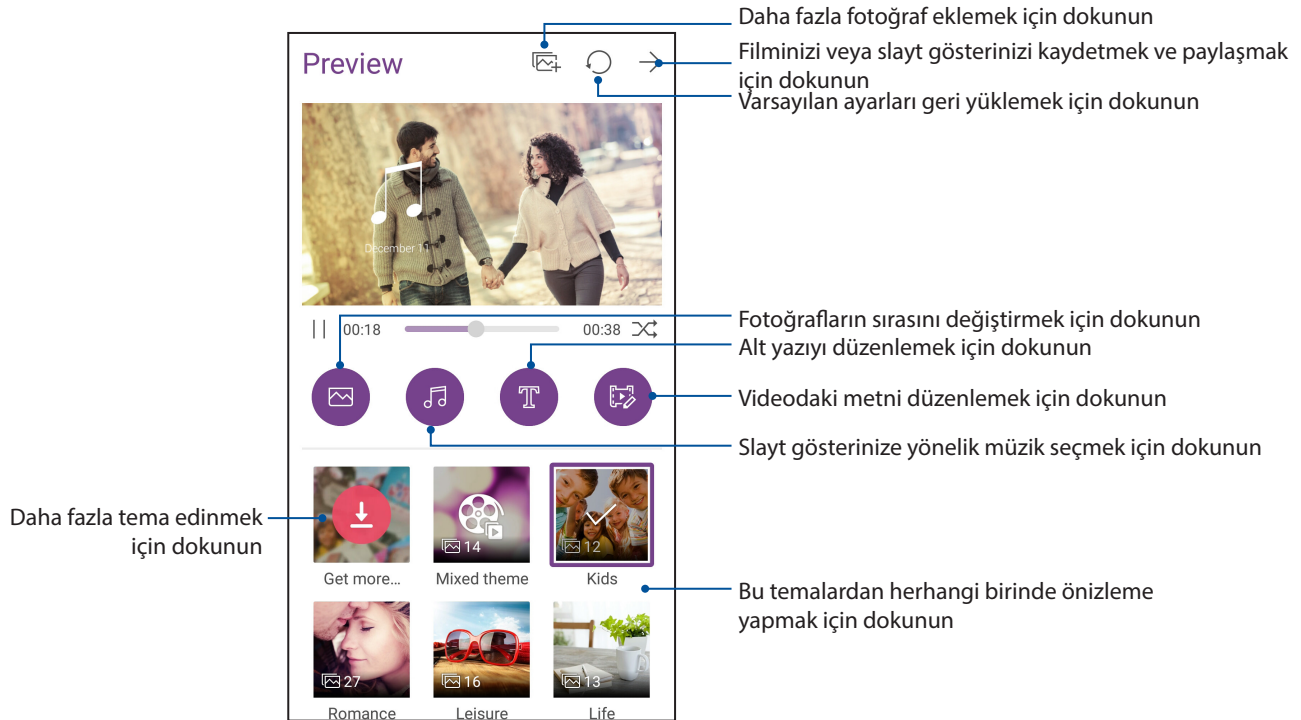 Daha fazla fotoğraf eklemek için dokunun
Filminizi veya slayt gösterinizi kaydetmek ve paylaşmak
için dokunun
Varsayılan ayarları geri yüklemek için dokunun
Preview
December 11
00:18
00:38
Fotoğrafların sırasını değiştirmek için dokunun
Alt yazıyı düzenlemek için dokunun
T
Videodaki metni düzenlemek için dokunun
Slayt gösterinize yönelik müzik seçmek için dokunun
Daha fazla tema edinmek
için dokunun
14
12
Get more...
Mixed theme
Kids
Bu temalardan herhangi birinde önizleme
yapmak için dokunun
27
16
13
Romance
Leisure
Life